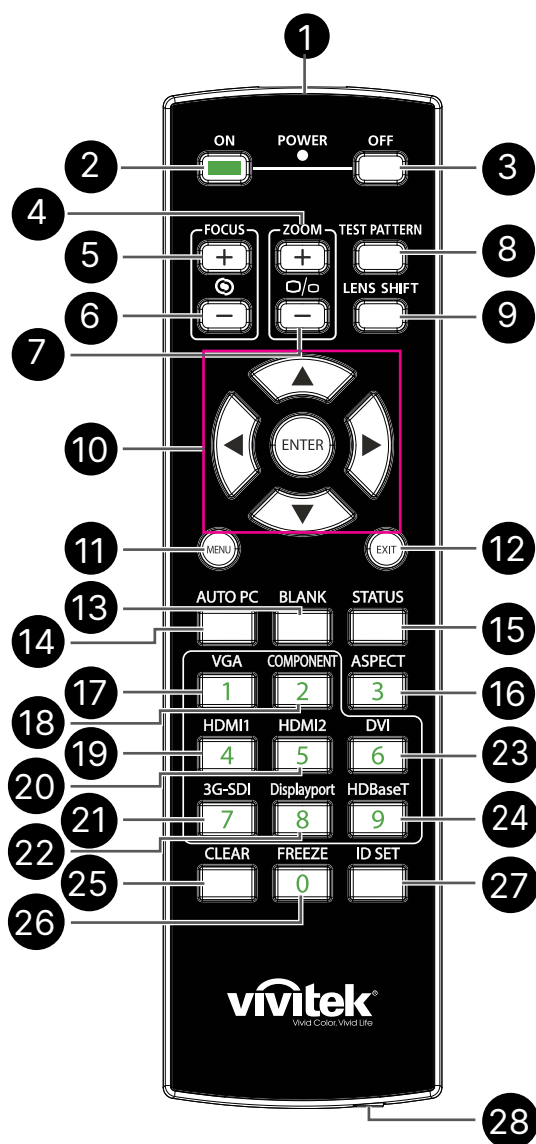 1
ON POWER OFF
2 3
4
FOCUS ZOOM TEST PATTERN
5 + + 8
LENS SHIFT
6 − − 9
7
10 ENTER
11 MENU EXIT 12
13
AUTO PC BLANK STATUS
14 15
VGA COMPONENT ASPECT
17 1 2 3 16
18
HDMI1 HDMI2 DVI
19 4 5 6 23
20
3G-SDI Displayport HDBaseT
21 7 8 9 24
22
CLEAR FREEZE ID SET
25 0 27
26
vivitek®
Vivid Color, Vivid Life
28